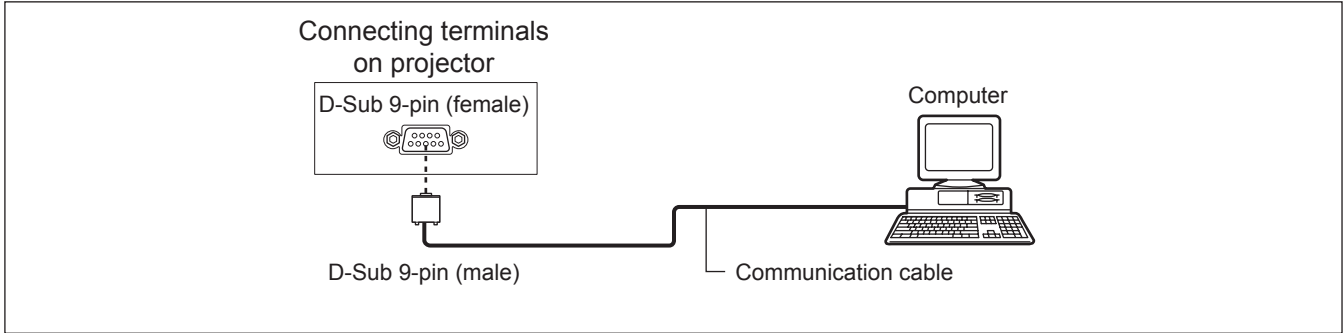 Connecting terminals
on projector
D-Sub 9-pin (female)
Computer
D-Sub 9-pin (male)
Communication cable